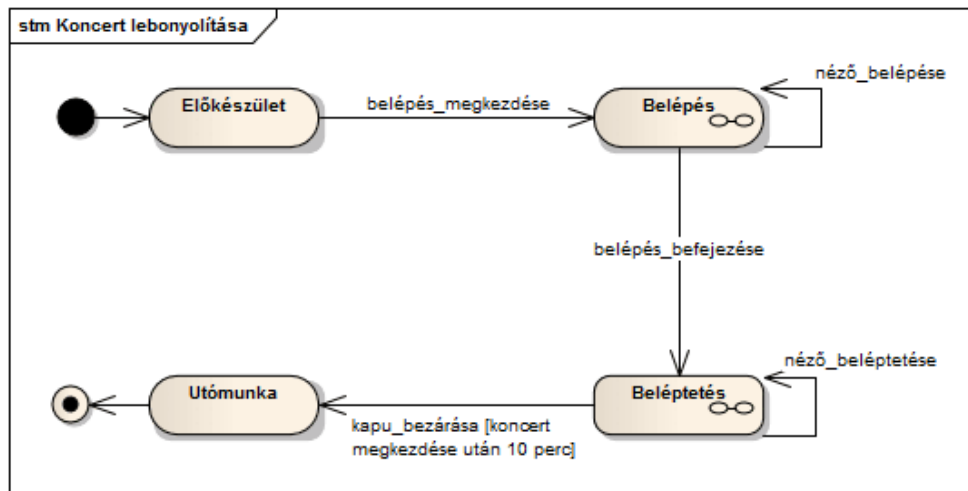 stm Koncert lebonyolítása
Előkészület
belépés_megkezdése
Belépés
néző_belépése
belépés_befejezése
néző_beléptetése
Utómunka
Beléptetés
kapu_bezárása [koncert
megkezdése után 10 perc]